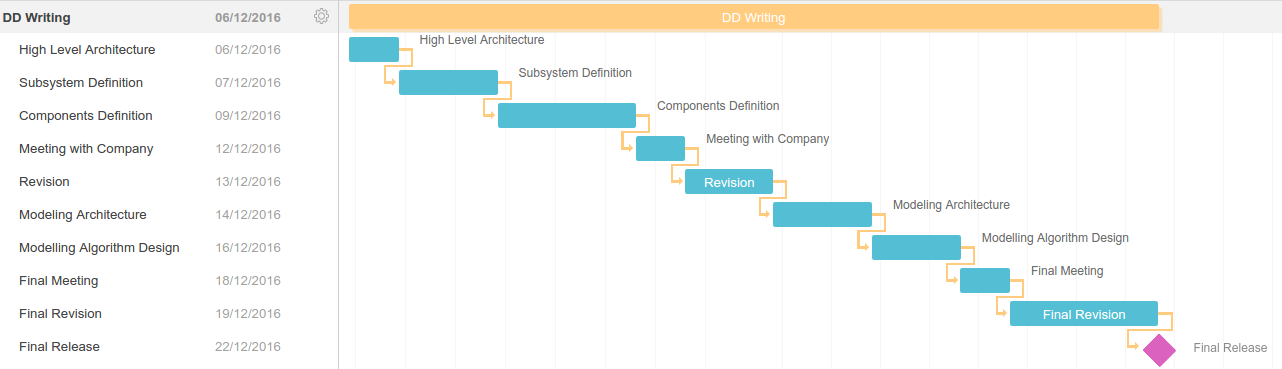 DD Writing 06/12/2016 DD Writing
High Level Architecture 06/12/2016 High Level Architecture
Subsystem Definition 07/12/2016 Subsystem Definition
Components Definition 09/12/2016 Components Definition
Meeting with Company 12/12/2016 Meeting with Company
Revision 13/12/2016 Revision
Modeling Architecture 14/12/2016 Modeling Architecture
Modelling Algorithm Design 16/12/2016 Modelling Algorithm Design
Final Meeting 18/12/2016 Final Meeting
Final Revision 19/12/2016 Final Revision
Final Release 22/12/2016 Final Release